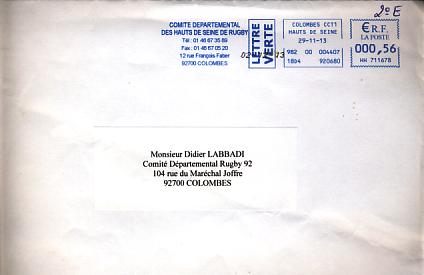 2º E
COMITE DEPARTEMENTAL
DES HAUTS DE SEINE DE RUGBY
Tél : 01 46 67 35 89
Fax : 01 46 67 05 20
12 rue François Faber
92700 COLOMBES
LETTRE
VERTE
COLOMBES CCT1
HAUTS DE SEINE
29-11-13
982 00 004407
1804 920680
€ R.F.
LA POSTE
000,56
HH 711678
Monsieur Didier LABBADI
Comité Départemental Rugby 92
104 rue du Maréchal Joffre
92700 COLOMBES